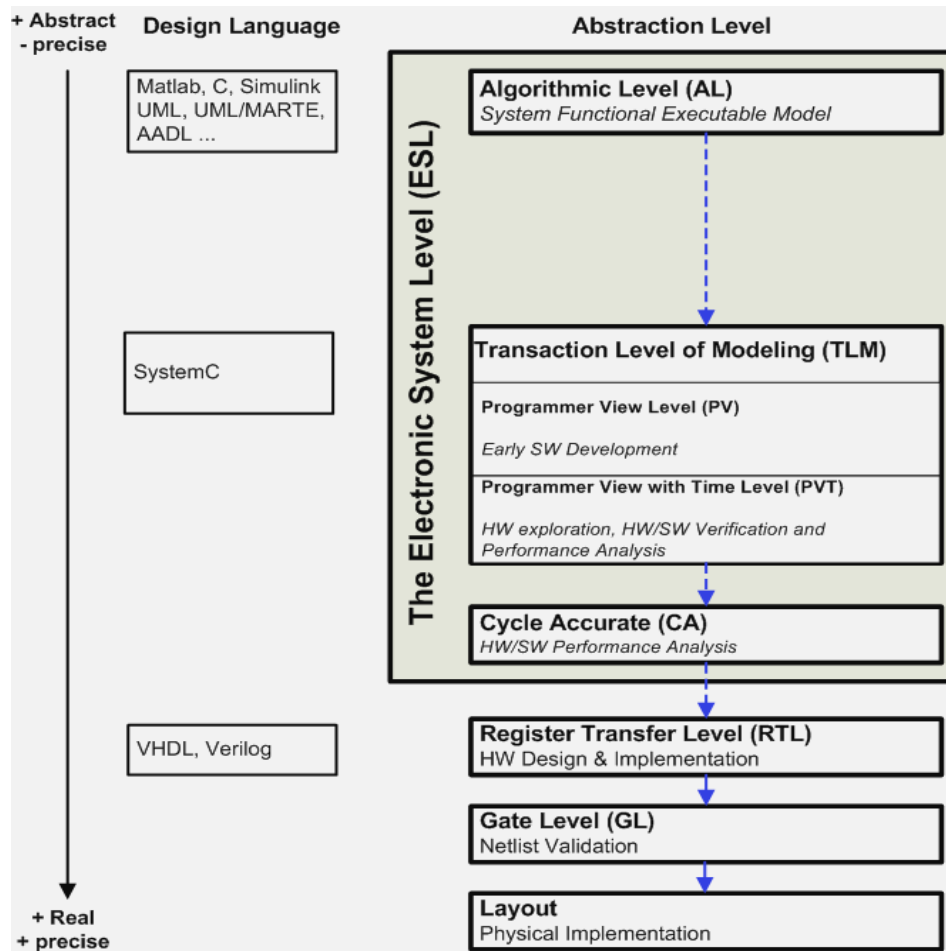 + Abstract
- precise
Design Language
Abstraction Level
Matlab, C, Simulink
UML, UML/MARTE,
AADL ...
The Electronic System Level (ESL)
Algorithmic Level (AL)
System Functional Executable Model
SystemC
Transaction Level of Modeling (TLM)
Programmer View Level (PV)
Early SW Development
Programmer View with Time Level (PVT)
HW exploration, HW/SW Verification and
Performance Analysis
Cycle Accurate (CA)
HW/SW Performance Analysis
VHDL, Verilog
Register Transfer Level (RTL)
HW Design & Implementation
Gate Level (GL)
Netlist Validation
Layout
Physical Implementation
+ Real
+ precise